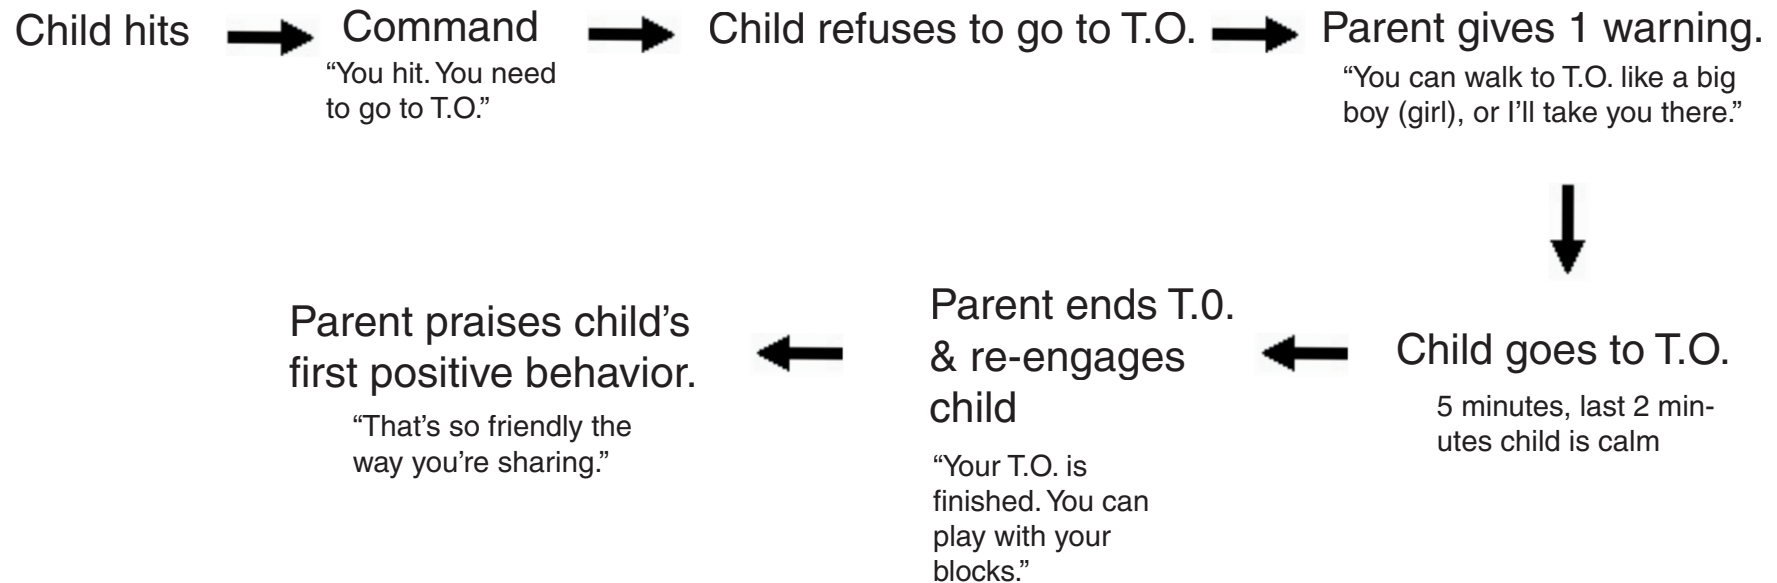 Child hits
Command
“You hit. You need
to go to T.O.”
Child refuses to go to T.O.
Parent gives 1 warning.
“You can walk to T.O. like a big
boy (girl), or I’ll take you there.”
Child goes to T.O.
5 minutes, last 2 min-
utes child is calm
Parent ends T.0.
& re-engages
child
“Your T.O. is
finished. You can
play with your
blocks.”
Parent praises child’s
first positive behavior.
“That’s so friendly the
way you’re sharing.”